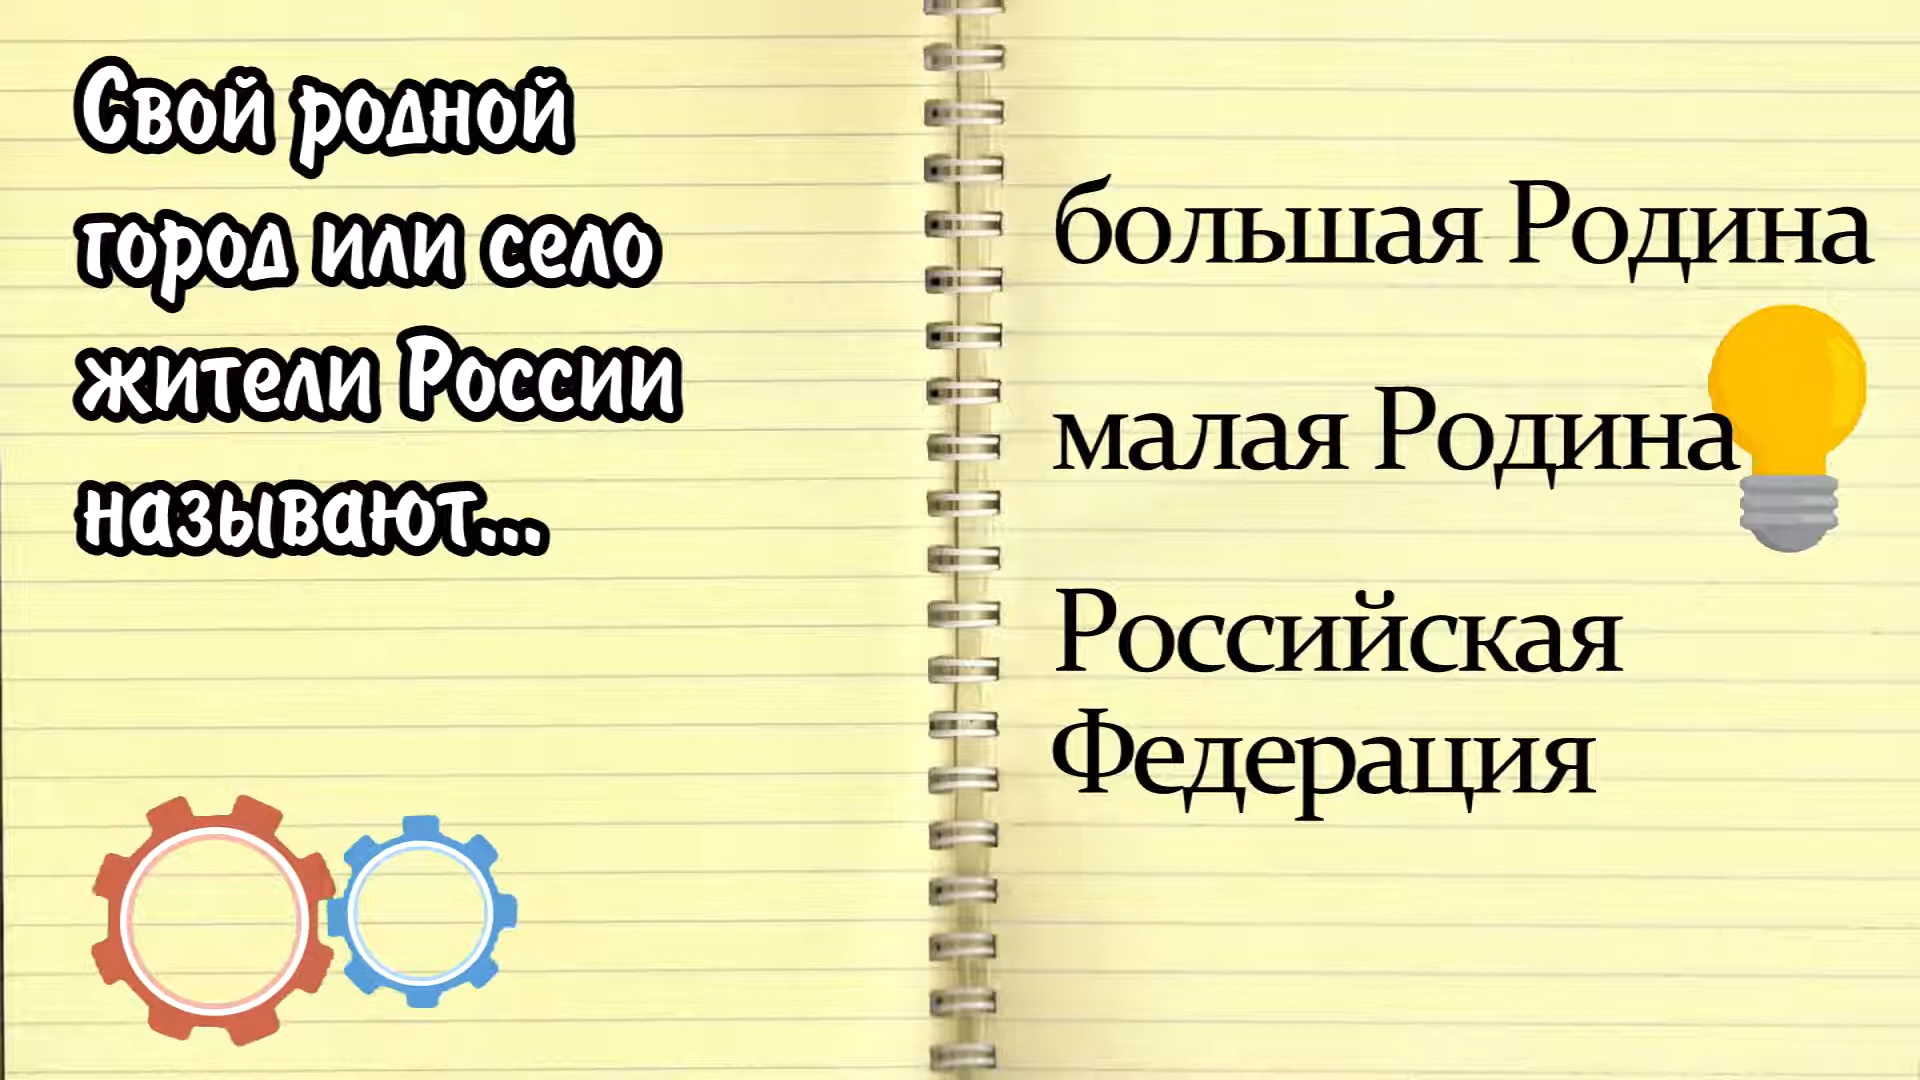 Свой родной
город или село
жители России
называют...
большая Родина
малая Родина
Российская
Федерация